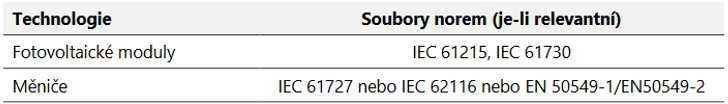 Technologie Soubory norem (je-li relevantní)
Fotovoltaické moduly IEC 61215, IEC 61730
Měniče IEC 61727 nebo IEC 62116 nebo EN 50549-1/EN50549-2